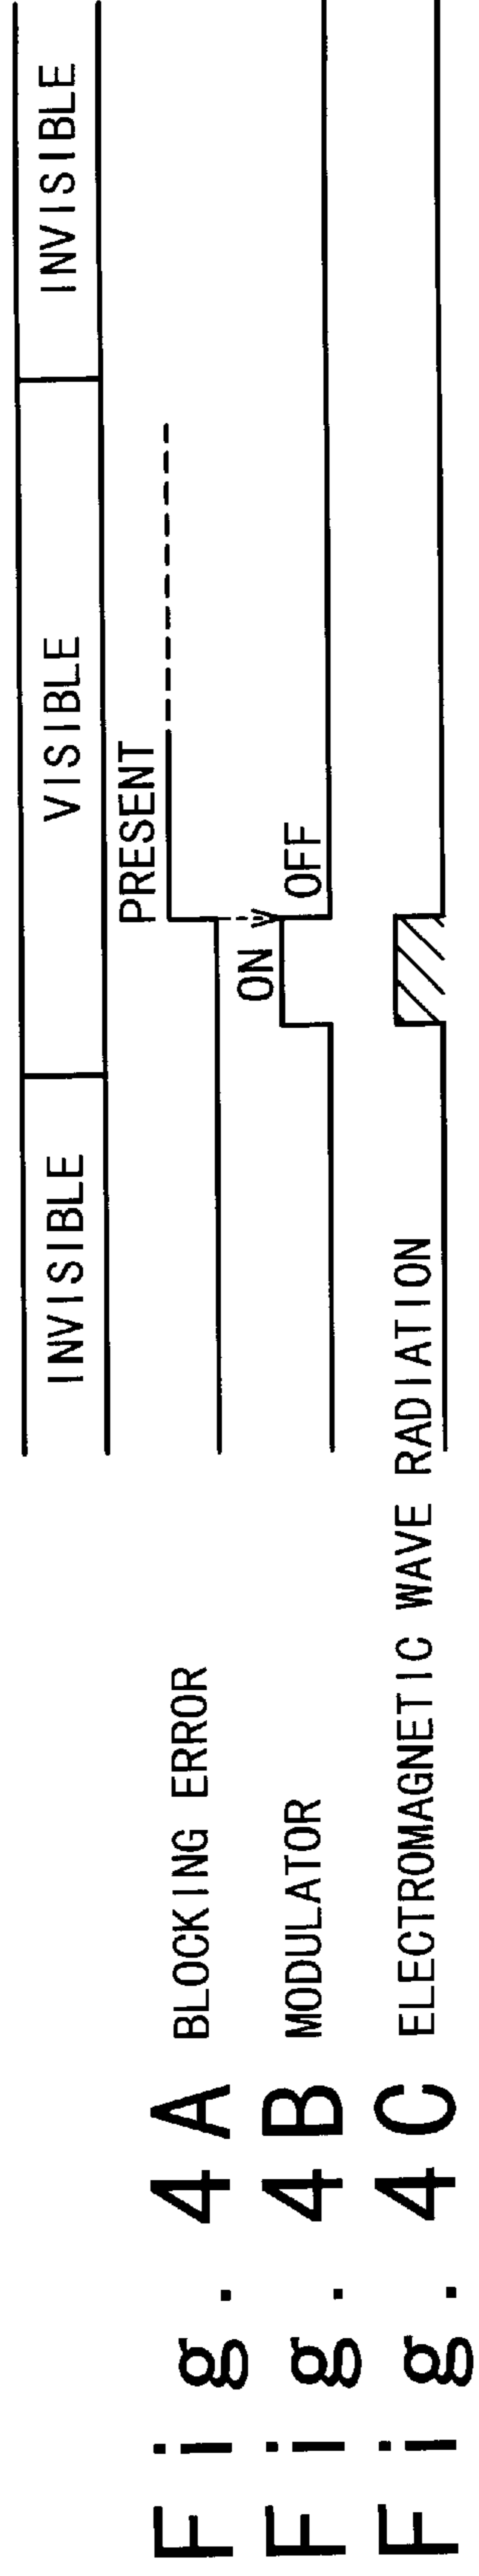 INVISIBLE VISIBLE INVISIBLE
Fig. 4A BLOCKING ERROR PRESENT
Fig. 4B MODULATOR ON OFF
Fig. 4C ELECTROMAGNETIC WAVE RADIATION